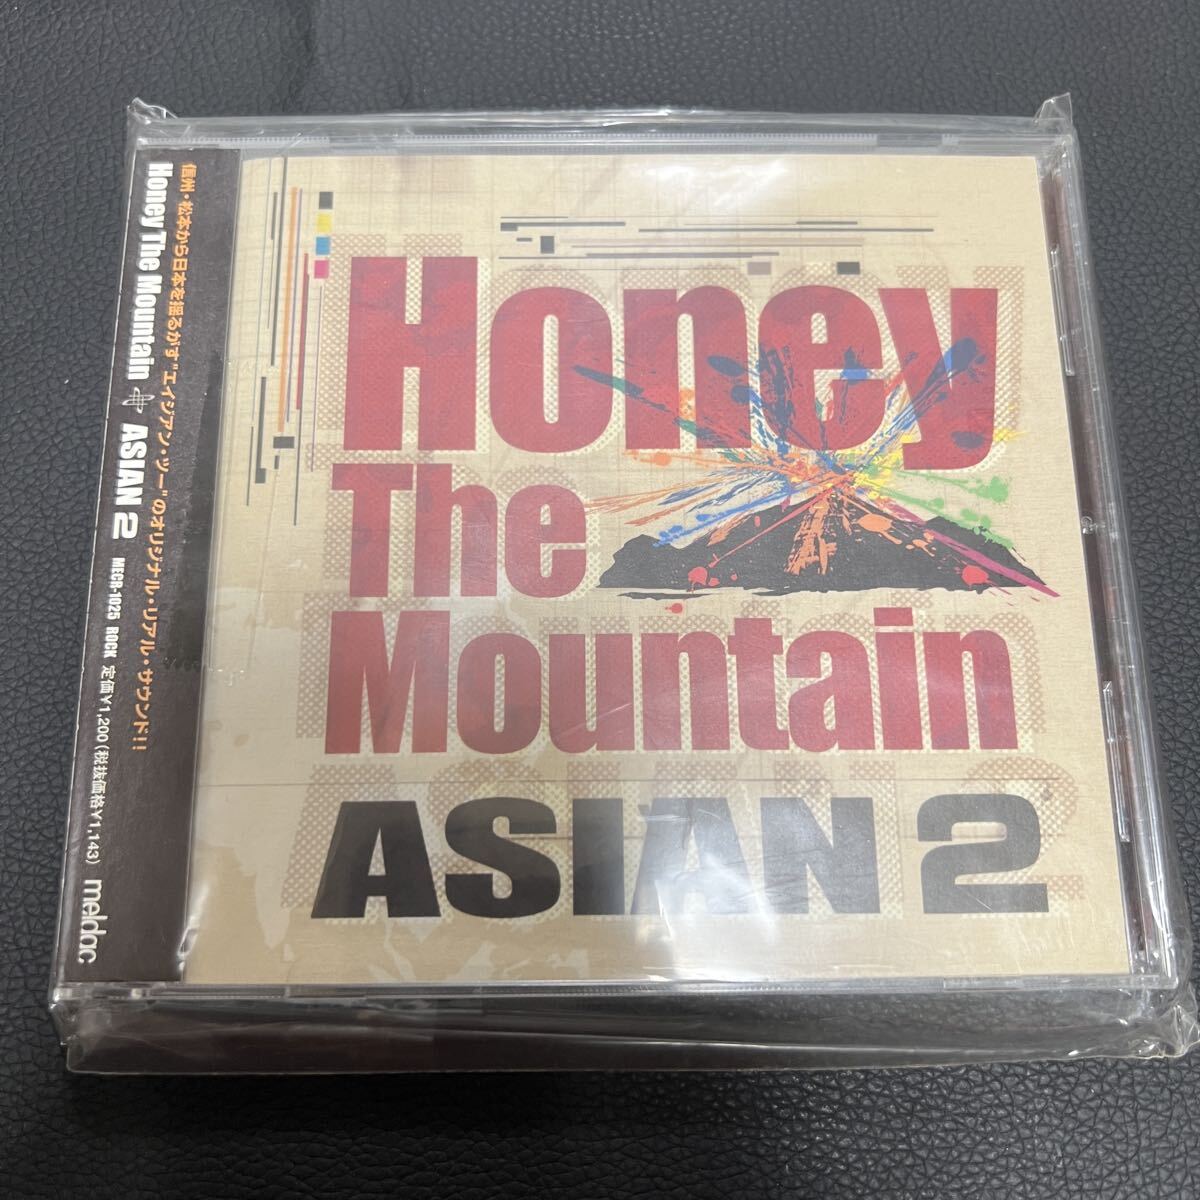 信州・松本から日本を揺るがす"エイジアン・ツー"のオリジナル・リアル・サウンド!!
Honey The Mountain ASIAN 2 MECR-1025 ROCK 定価¥1,200(税抜価格¥1,143) meldac
Honey
The
Mountain
ASIAN 2